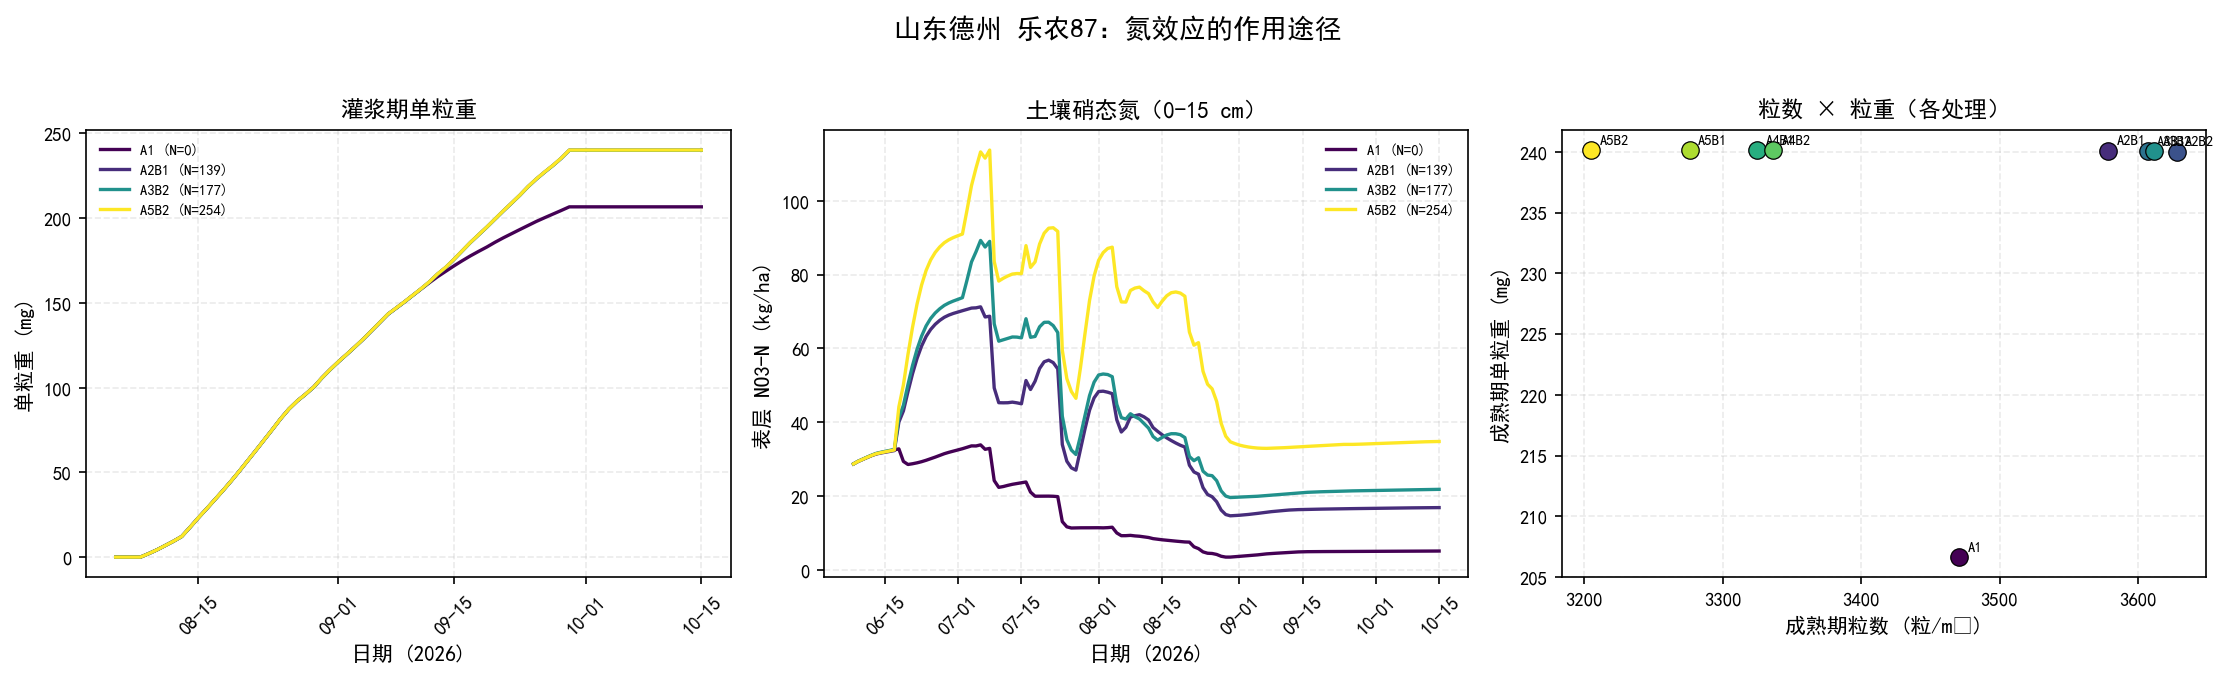 山东德州 乐农87：氮效应的作用途径
灌浆期单粒重
单粒重 (mg)
250
200
150
100
50
0
A1 (N=0)
A2B1 (N=139)
A3B2 (N=177)
A5B2 (N=254)
08-15
09-01
09-15
10-01
10-15
日期 (2026)
土壤硝态氮（0-15 cm）
表层 NO3-N (kg/ha)
100
80
60
40
20
0
A1 (N=0)
A2B1 (N=139)
A3B2 (N=177)
A5B2 (N=254)
06-15
07-01
07-15
08-01
08-15
09-01
09-15
10-01
10-15
日期 (2026)
粒数 × 粒重（各处理）
成熟期单粒重 (mg)
240
235
230
225
220
215
210
205
A5B2
A5B1
A4B2
A2B1
A2B2
A1
3200
3300
3400
3500
3600
成熟期粒数 (粒/m□)